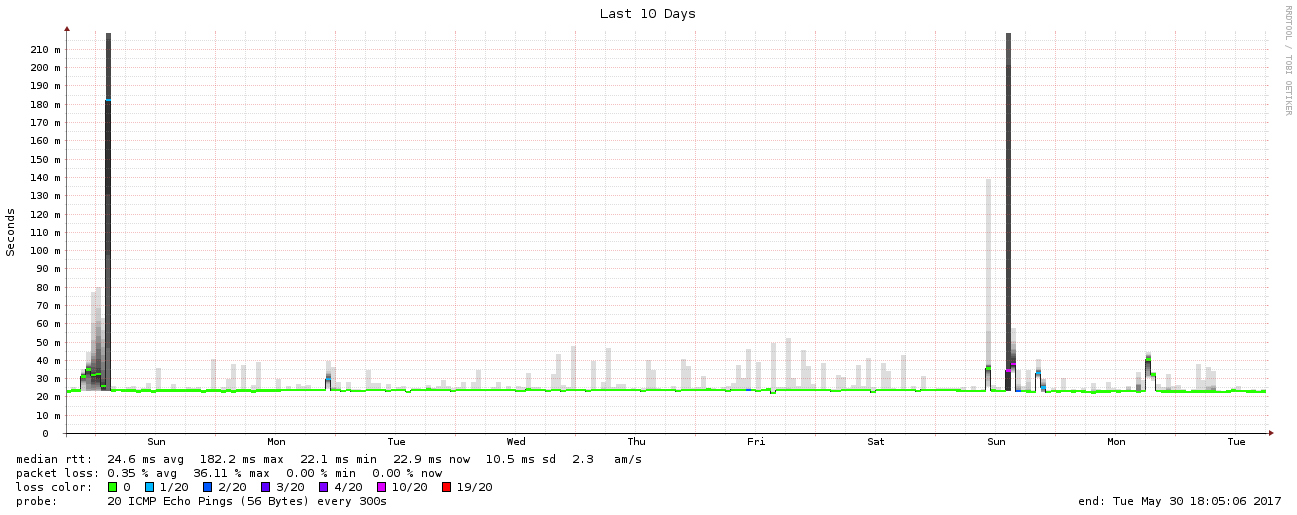 Last 10 Days
RRDTOOL / TOBI OETIKER
Seconds
210 m
200 m
190 m
180 m
170 m
160 m
150 m
140 m
130 m
120 m
110 m
100 m
90 m
80 m
70 m
60 m
50 m
40 m
30 m
20 m
10 m
0
Sun Mon Tue Wed Thu Fri Sat Sun Mon Tue
median rtt: 24.6 ms avg 182.2 ms max 22.1 ms min 22.9 ms now 10.5 ms sd 2.3 am/s
packet loss: 0.35 % avg 36.11 % max 0.00 % min 0.00 % now
loss color: 0 1/20 2/20 3/20 4/20 10/20 19/20
probe: 20 ICMP Echo Pings (56 Bytes) every 300s end: Tue May 30 18:05:06 2017